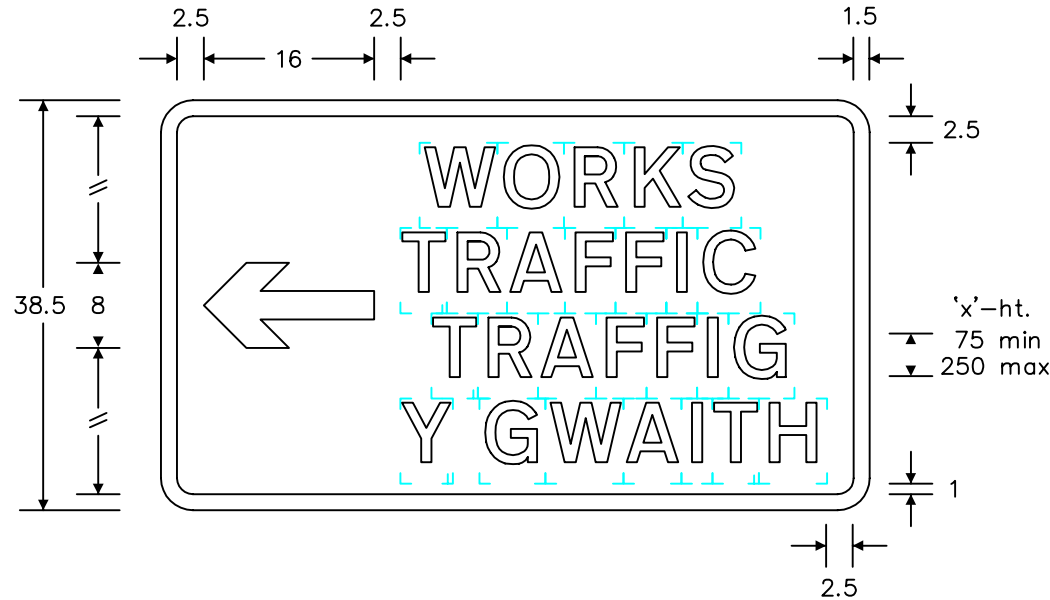 2.5 2.5 1.5
16
2.5
WORKS
TRAFFIC
38.5 8
TRAFFIG
Y GWAITH
'x'–ht.
75 min
250 max
1
2.5